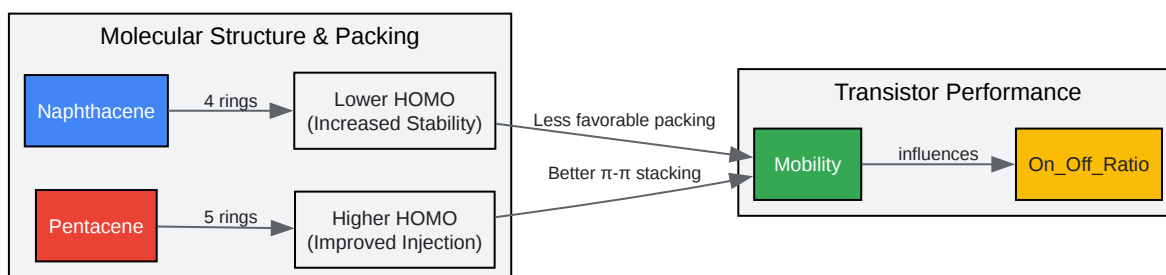 Molecular Structure & Packing
Naphthacene
4 rings
Lower HOMO
(Increased Stability)
Less favorable packing
Pentacene
5 rings
Higher HOMO
(Improved Injection)
Better π-π stacking
Transistor Performance
Mobility
influences
On_Off_Ratio